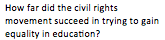 How far did the civil rights
movement succeed in trying to gain
equality in education?